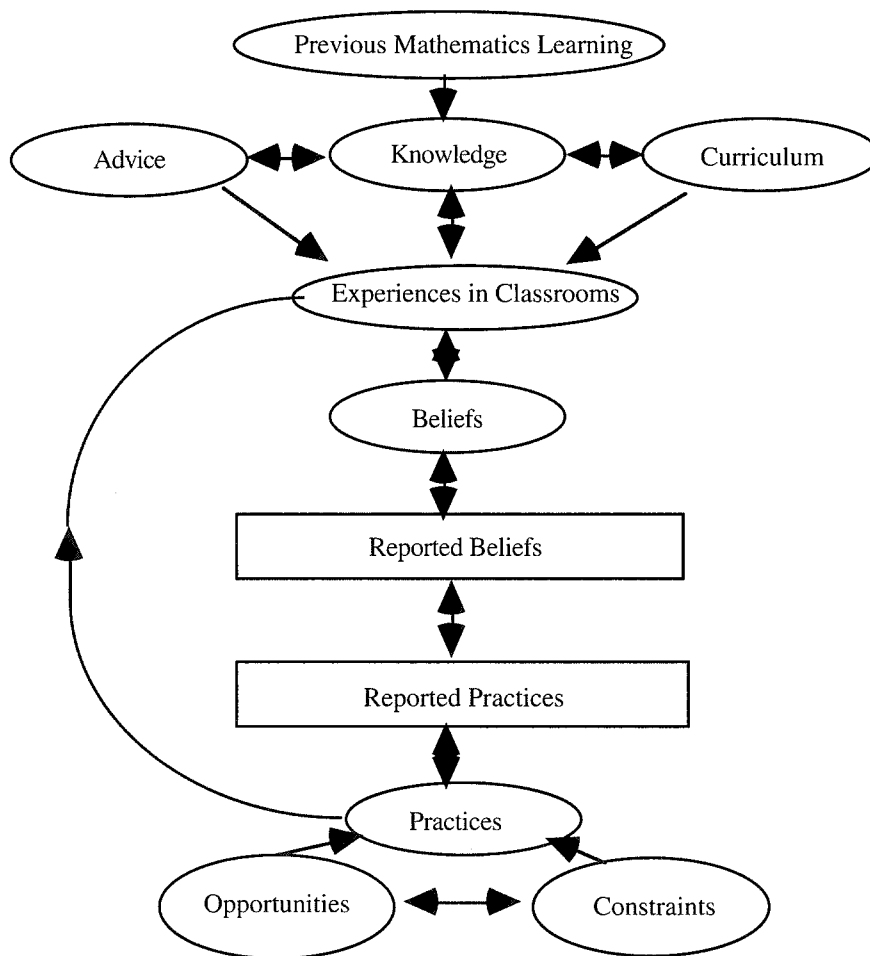 Previous Mathematics Learning
Advice
Knowledge
Curriculum
Experiences in Classrooms
Beliefs
Reported Beliefs
Reported Practices
Practices
Opportunities
Constraints